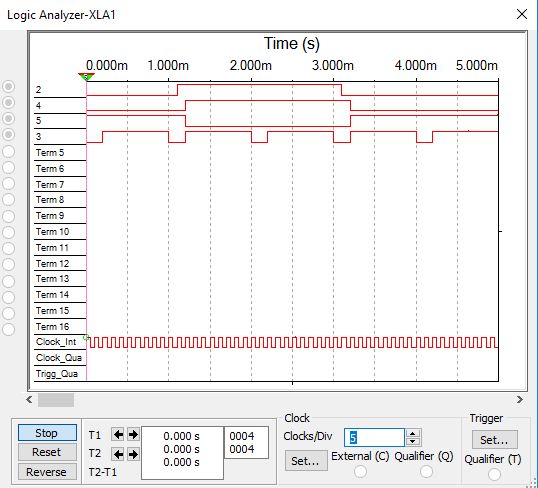 Logic Analyzer-XLA1
Time (s)
0.000m 1.000m 2.000m 3.000m 4.000m 5.000m
2
4
5
3
Term 5
Term 6
Term 7
Term 8
Term 9
Term 10
Term 11
Term 12
Term 13
Term 14
Term 15
Term 16
Clock_Int
Clock_Qua
Trigg_Qua
Stop
Reset
Reverse
T1
T2
T2-T1
0.000 s 0004
0.000 s 0004
0.000 s
Clock
Clocks/Div 5
Set... External (C) Qualifier (Q)
Trigger
Set...
Qualifier (T)